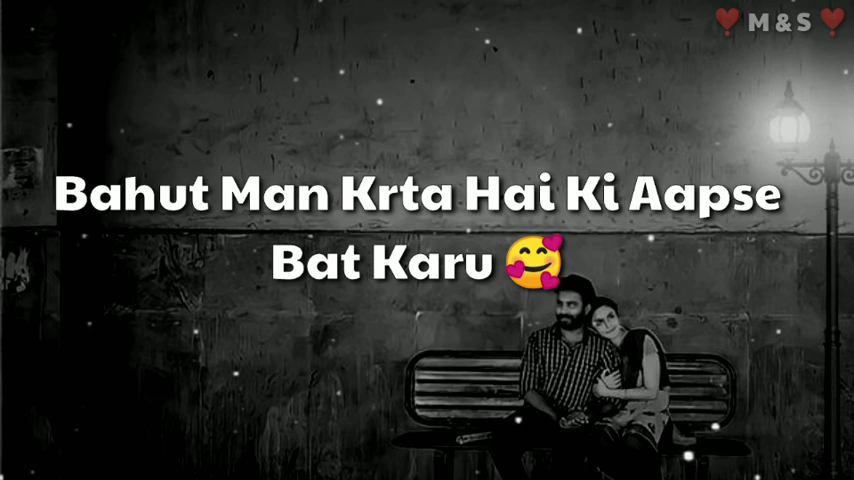 ❣️ M & S ❣️
Bahut Man Krta Hai Ki Aapse
Bat Karu 🥰